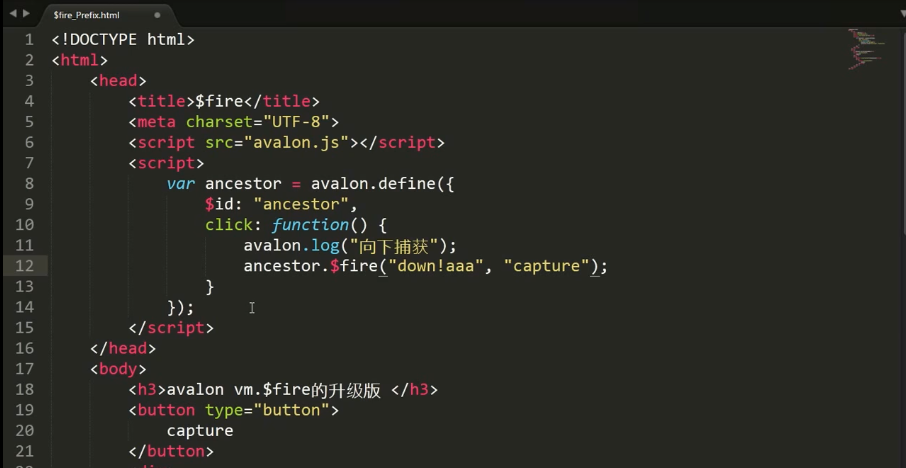 $fire_Prefix.html
1 <!DOCTYPE html>
2 <html>
3 <head>
4 <title>$fire</title>
5 <meta charset="UTF-8">
6 <script src="avalon.js"></script>
7 <script>
8 var ancestor = avalon.define({
9 $id: "ancestor",
10 click: function() {
11 avalon.log("向下捕获");
12 ancestor.$fire("down!aaa", "capture");
13 }
14 });
15 </script>
16 </head>
17 <body>
18 <h3>avalon vm.$fire的升级版 </h3>
19 <button type="button">
20 capture
21 </button>